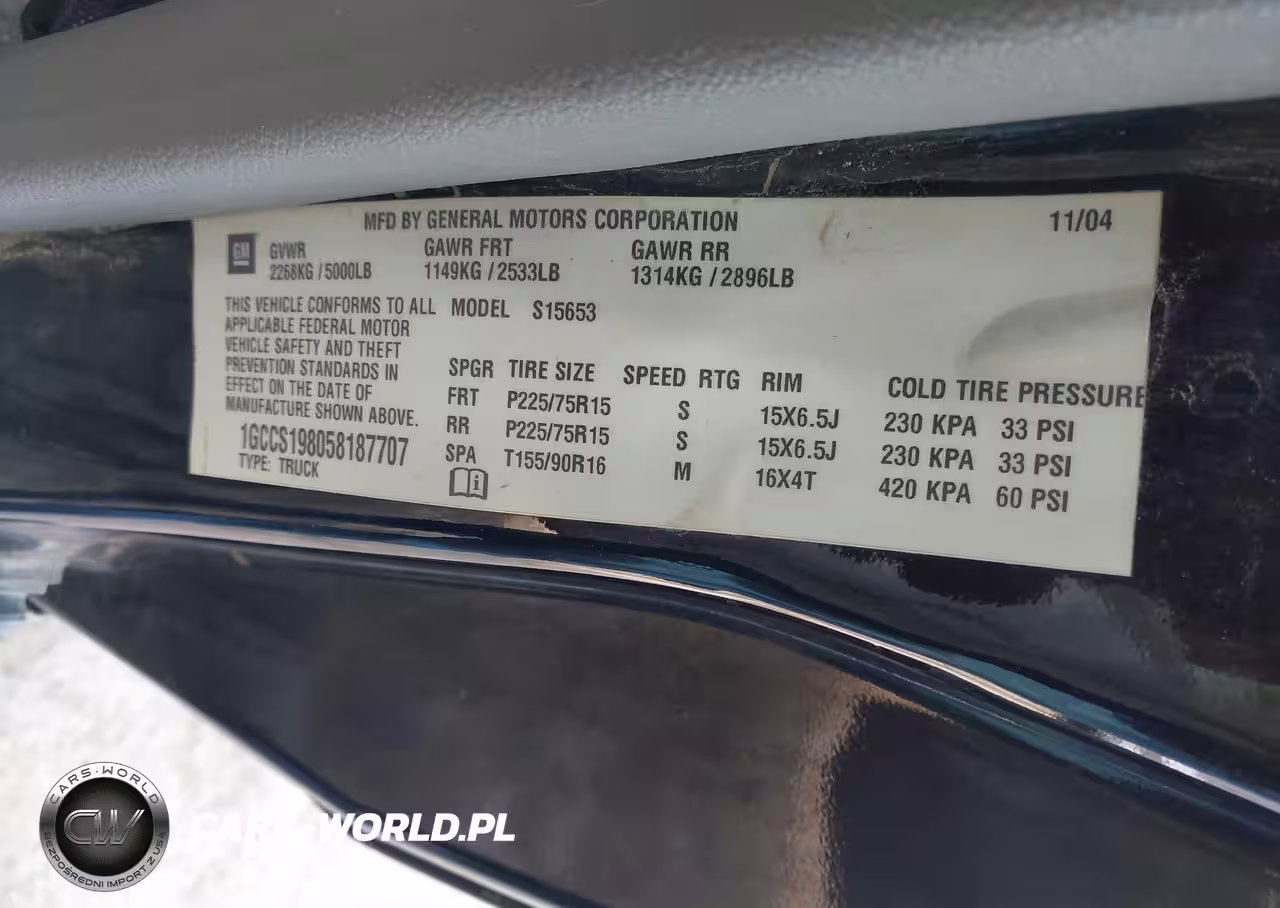 MFD BY GENERAL MOTORS CORPORATION 11/04
GM
GVWR GAWR FRT GAWR RR
2268KG / 5000LB 1149KG / 2533LB 1314KG / 2896LB
THIS VEHICLE CONFORMS TO ALL MODEL S15653
APPLICABLE FEDERAL MOTOR
VEHICLE SAFETY AND THEFT
PREVENTION STANDARDS IN
EFFECT ON THE DATE OF
MANUFACTURE SHOWN ABOVE.
1GCCS198058187707
TYPE: TRUCK
SPGR TIRE SIZE SPEED RTG RIM COLD TIRE PRESSURE
FRT P225/75R15 S 15X6.5J 230 KPA 33 PSI
RR P225/75R15 S 15X6.5J 230 KPA 33 PSI
SPA T155/90R16 M 16X4T 420 KPA 60 PSI
CARS-WORLD
CW
BEZPOŚREDNI IMPORT Z USA
CARS-WORLD.PL